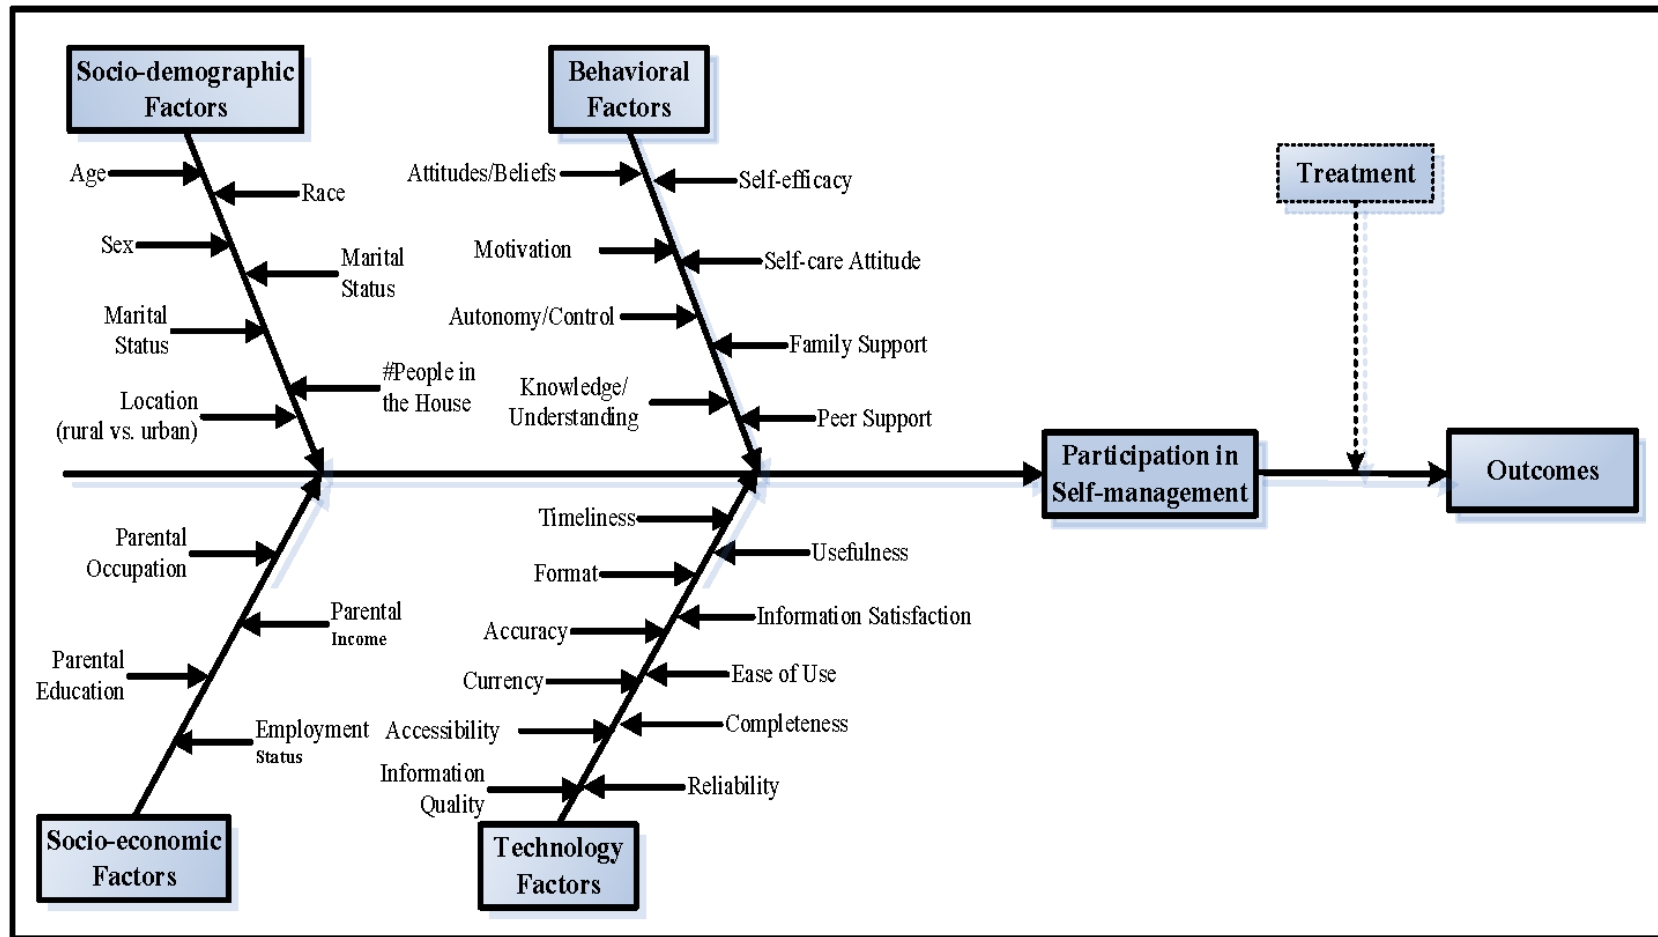 Socio-demographic
Factors
Age
Race
Sex
Marital
Status
Marital
Status
#People in
the House
Location
(rural vs. urban)
Behavioral
Factors
Attitudes/Beliefs
Self-efficacy
Motivation
Self-care Attitude
Autonomy/Control
Family Support
Knowledge/
Understanding
Peer Support
Treatment
Participation in
Self-management
Outcomes
Parental
Occupation
Parental
Income
Parental
Education
Employment
Status
Socio-economic
Factors
Timeliness
Usefulness
Format
Information Satisfaction
Accuracy
Ease of Use
Currency
Completeness
Accessibility
Information
Quality
Reliability
Technology
Factors